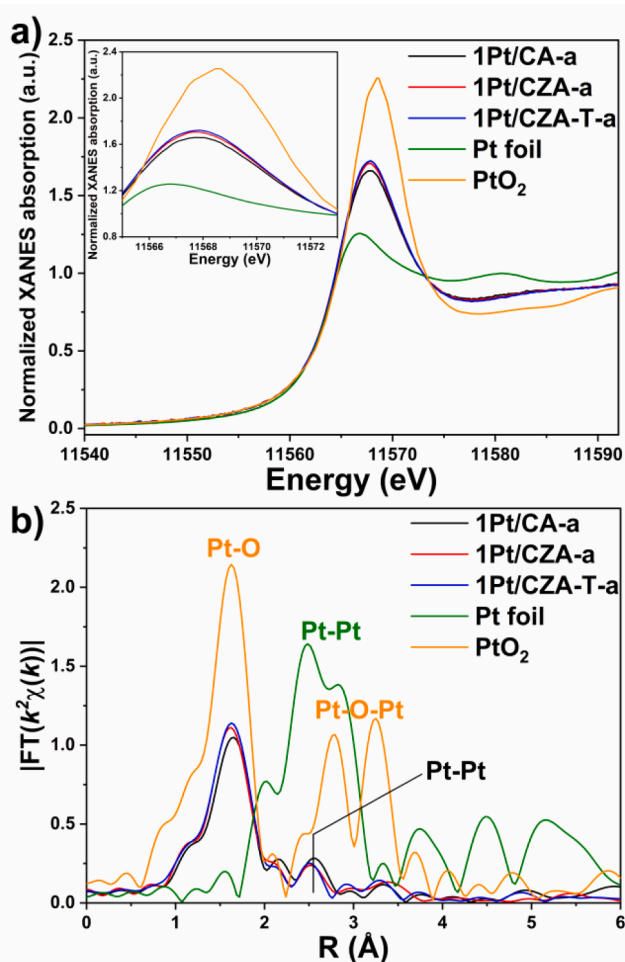 a)
2.5
2.0
1.5
1.0
0.5
0.0
Normalized XANES absorption (a.u.)
11540
11550
11560
11570
11580
11590
Energy (eV)
2.4
2.0
1.6
1.2
0.8
Normalized XANES absorption (a.u.)
11566
11568
11570
11572
Energy (eV)
1Pt/CA-a
1Pt/CZA-a
1Pt/CZA-T-a
Pt foil
PtO₂
b)
2.5
2.0
1.5
1.0
0.5
0.0
|FT(k²χ(k))|
Pt-O
Pt-Pt
Pt-O-Pt
Pt-Pt
1Pt/CA-a
1Pt/CZA-a
1Pt/CZA-T-a
Pt foil
PtO₂
0
1
2
3
4
5
6
R (Å)